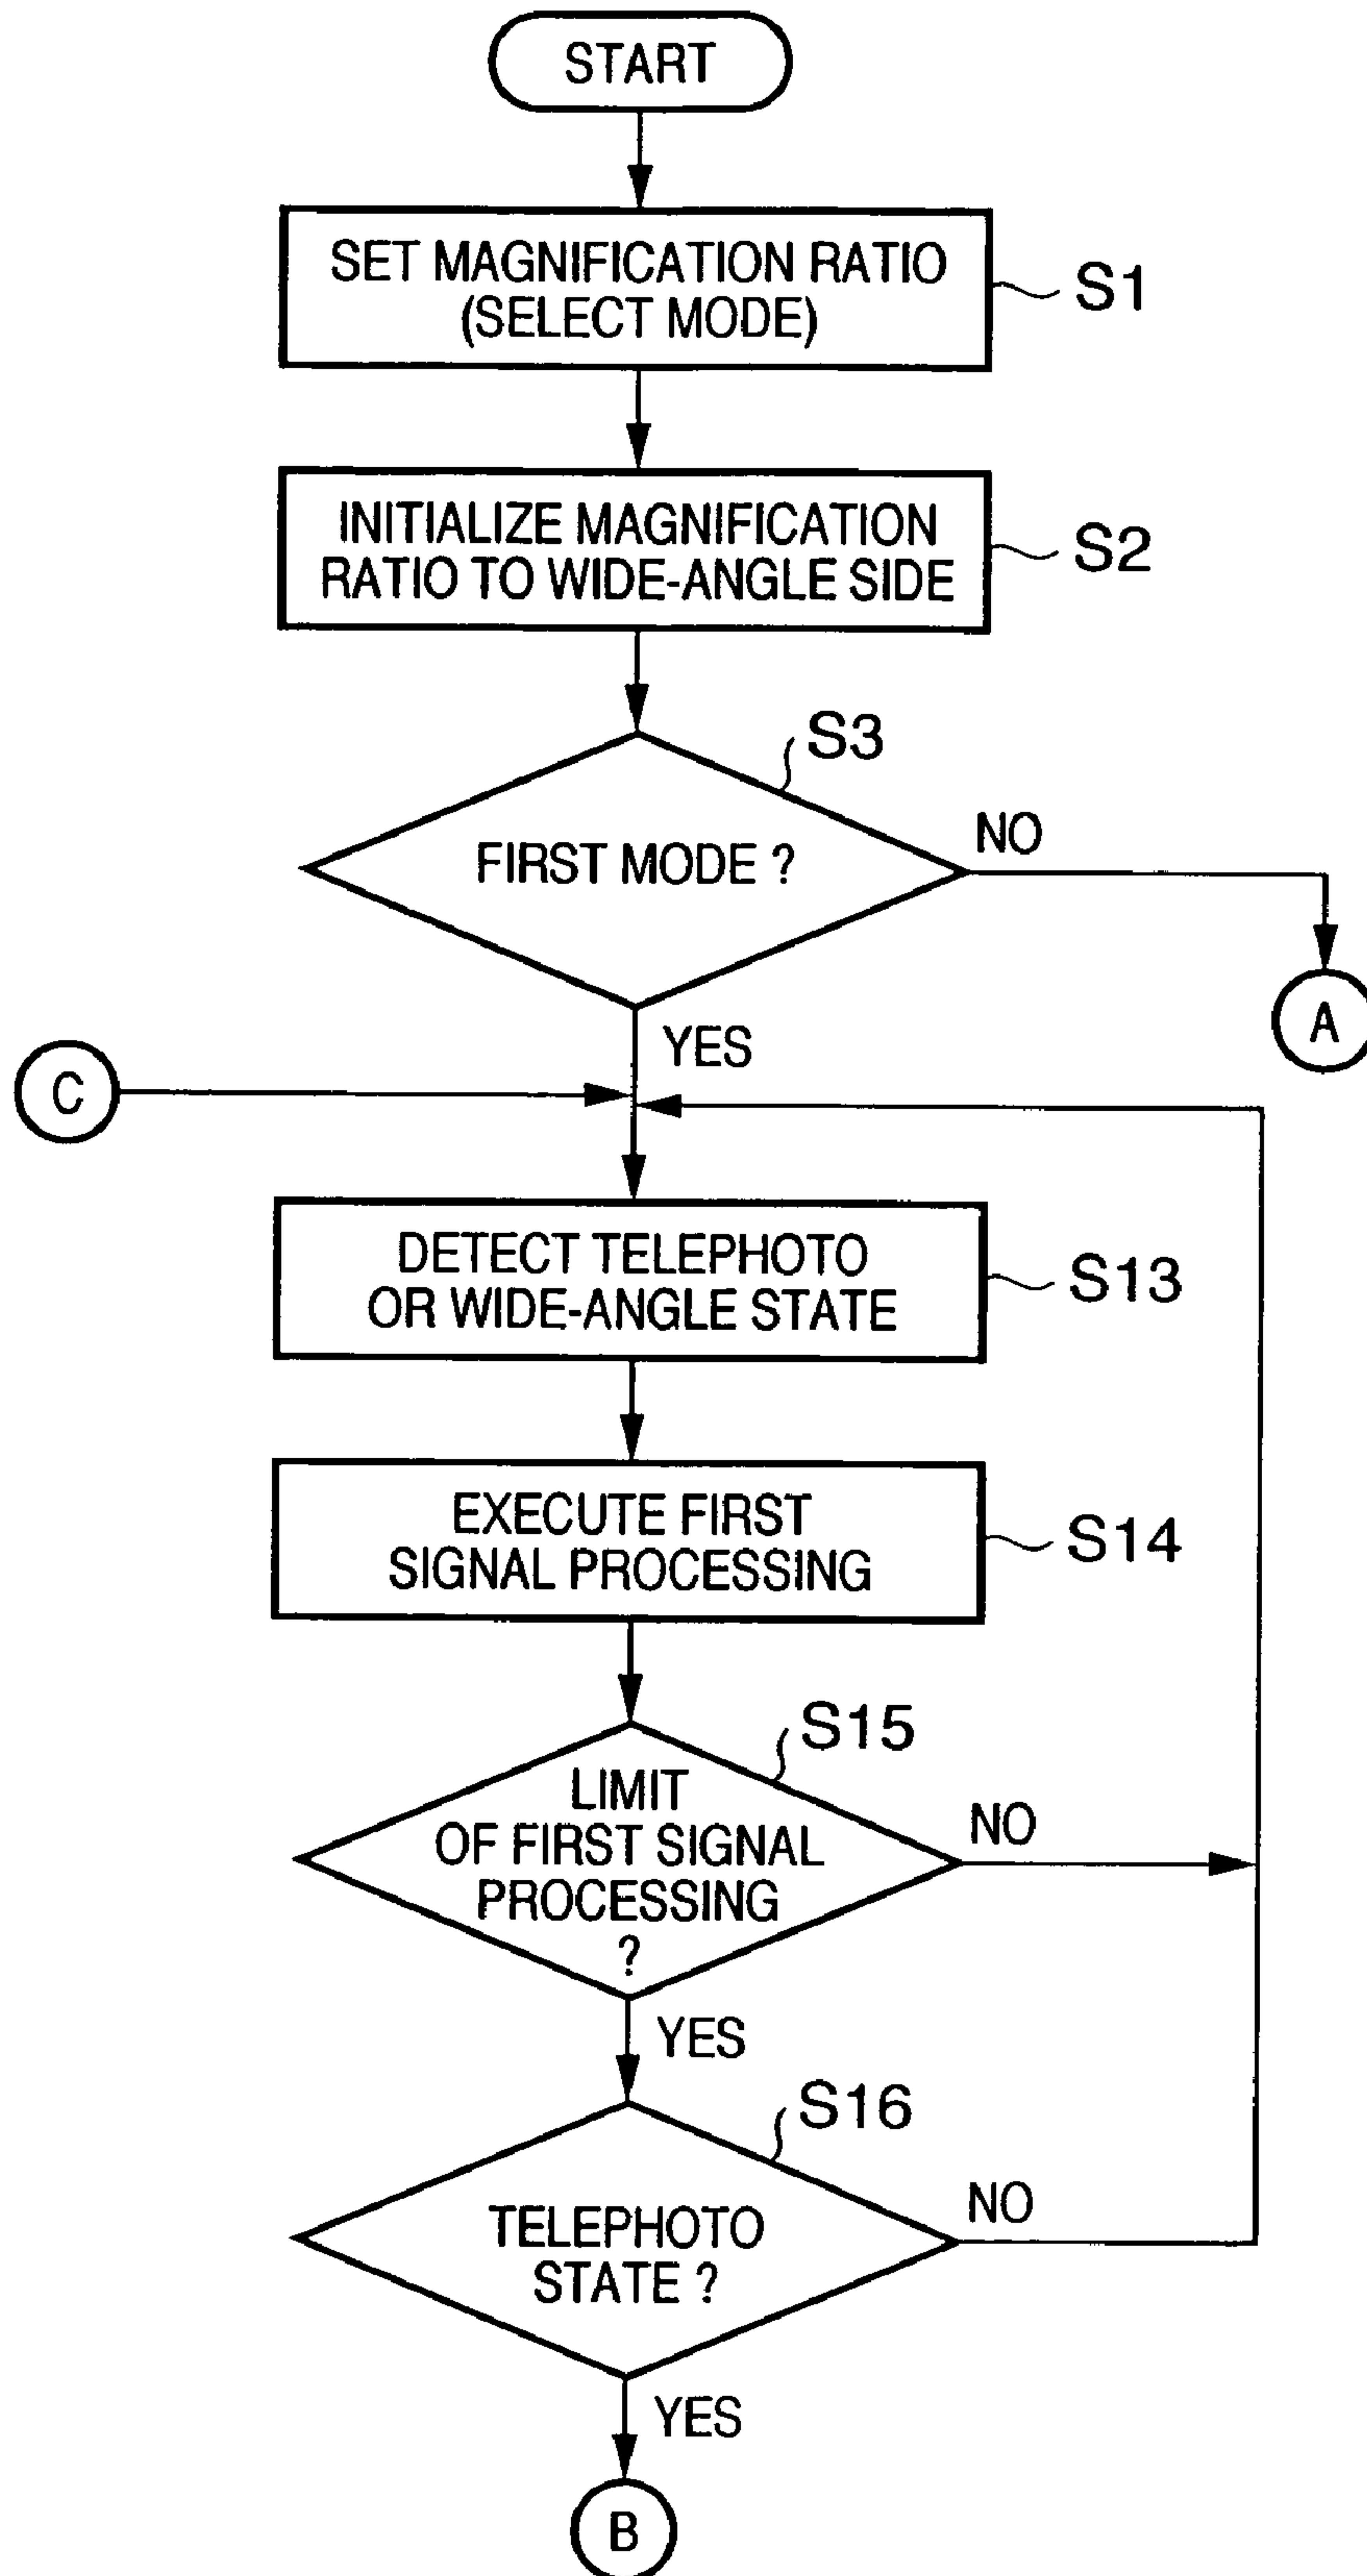 START
SET MAGNIFICATION RATIO
(SELECT MODE)
S1
INITIALIZE MAGNIFICATION
RATIO TO WIDE-ANGLE SIDE
S2
S3
FIRST MODE ?
NO
A
YES
C
DETECT TELEPHOTO
OR WIDE-ANGLE STATE
S13
EXECUTE FIRST
SIGNAL PROCESSING
S14
S15
LIMIT
OF FIRST SIGNAL
PROCESSING
?
NO
YES
S16
TELEPHOTO
STATE ?
NO
YES
B